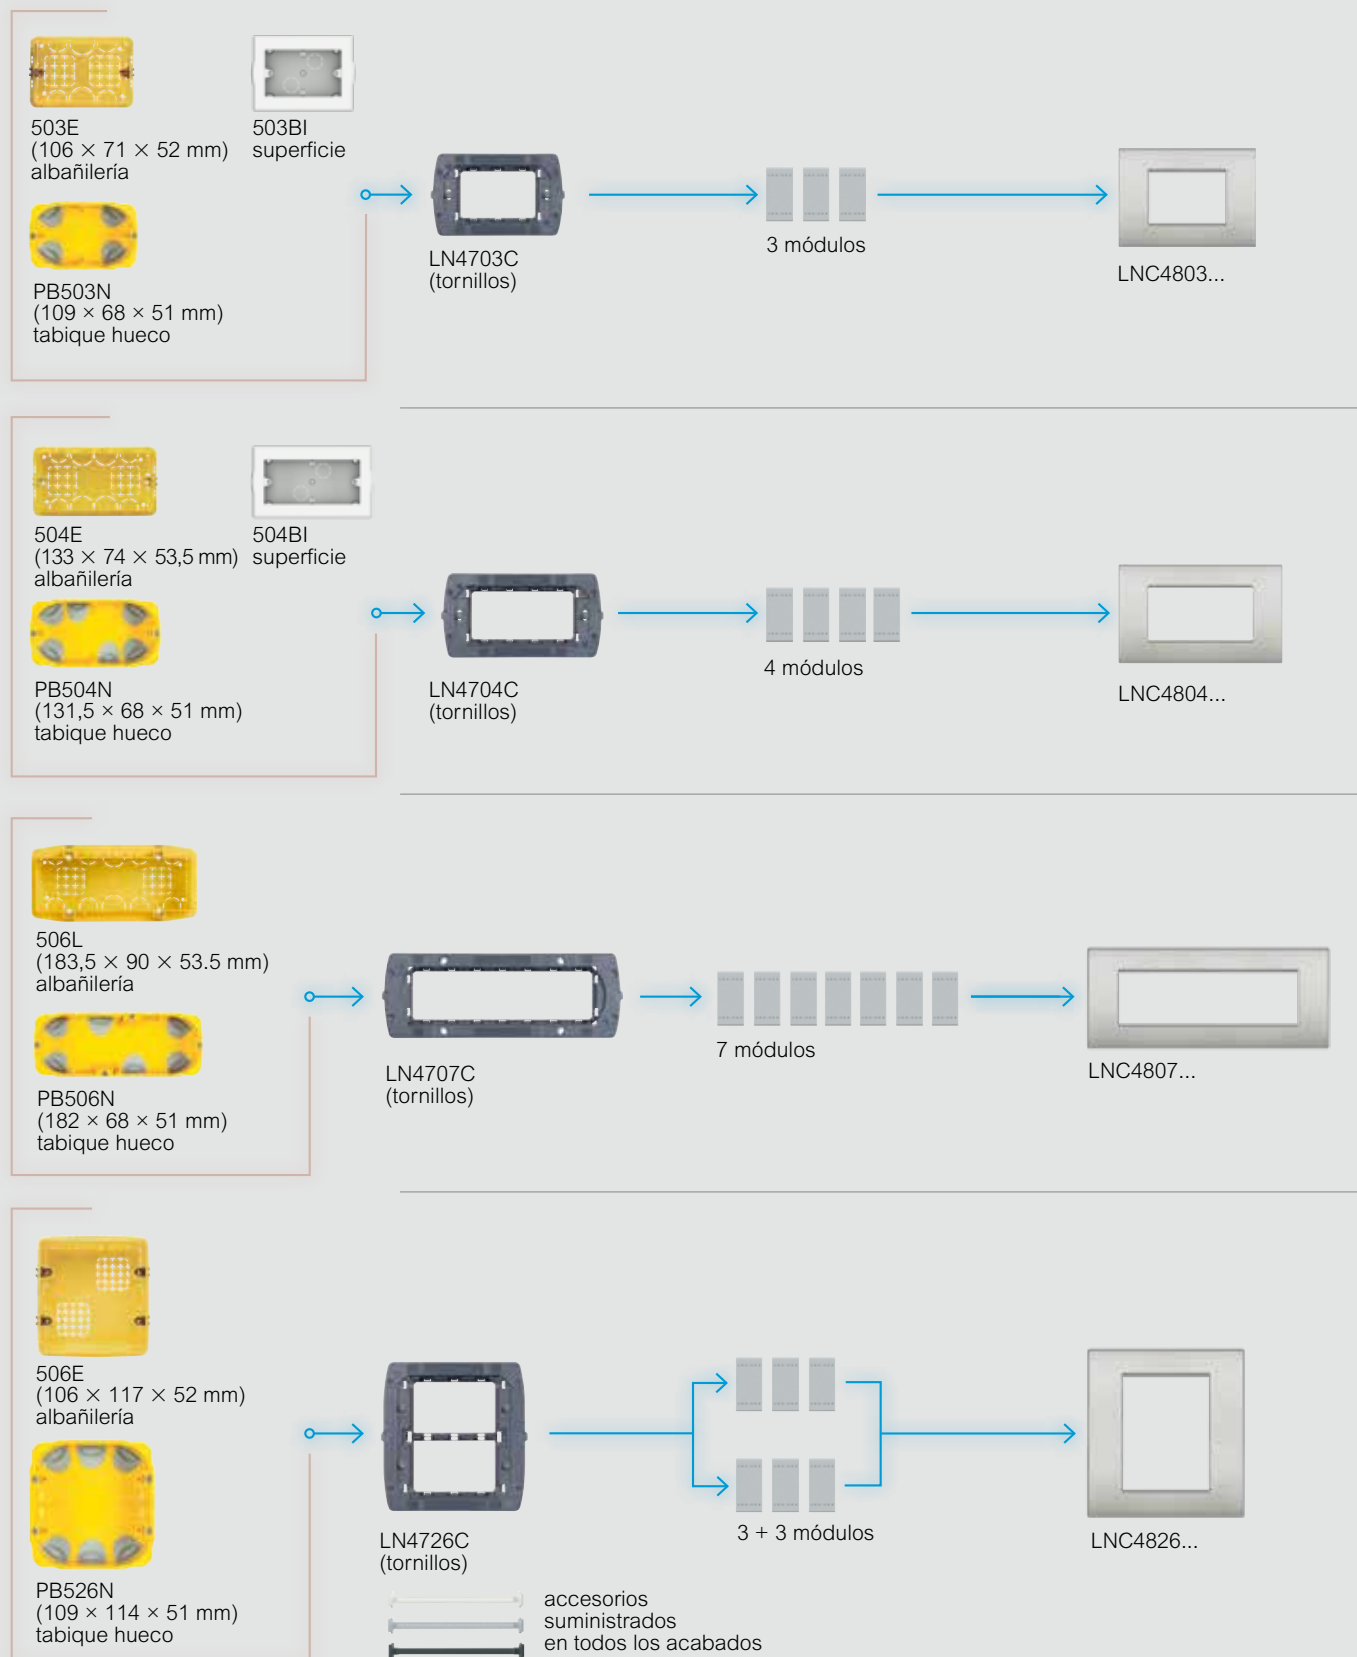 503E
(106 × 71 × 52 mm)
albañilería
503BI
superficie
PB503N
(109 × 68 × 51 mm)
tabique hueco
LN4703C
(tornillos)
3 módulos
LNC4803...
504E
(133 × 74 × 53,5 mm)
albañilería
504BI
superficie
PB504N
(131,5 × 68 × 51 mm)
tabique hueco
LN4704C
(tornillos)
4 módulos
LNC4804...
506L
(183,5 × 90 × 53.5 mm)
albañilería
PB506N
(182 × 68 × 51 mm)
tabique hueco
LN4707C
(tornillos)
7 módulos
LNC4807...
506E
(106 × 117 × 52 mm)
albañilería
PB526N
(109 × 114 × 51 mm)
tabique hueco
LN4726C
(tornillos)
3 + 3 módulos
LNC4826...
accesorios
suministrados
en todos los acabados